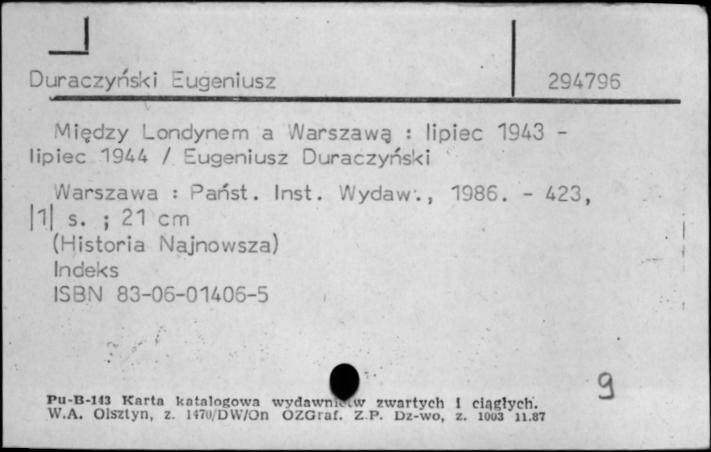 Duraczyński Eugeniusz 294796
Między Londynem a Warszawą : lipiec 1943 -
lipiec 1944 / Eugeniusz Duraczyński
Warszawa : Państ. Inst. Wydaw., 1986. - 423,
|1| s. ; 21 cm
(Historia Najnowsza)
Indeks
ISBN 83-06-01406-5
9
Pu-B-143 Karta katalogowa wydawnictw zwartych i ciągłych.
W.A. Olsztyn, z. 1470/DW/On OZGraf. Z.P. Dz-wo, z. 1003 11.87